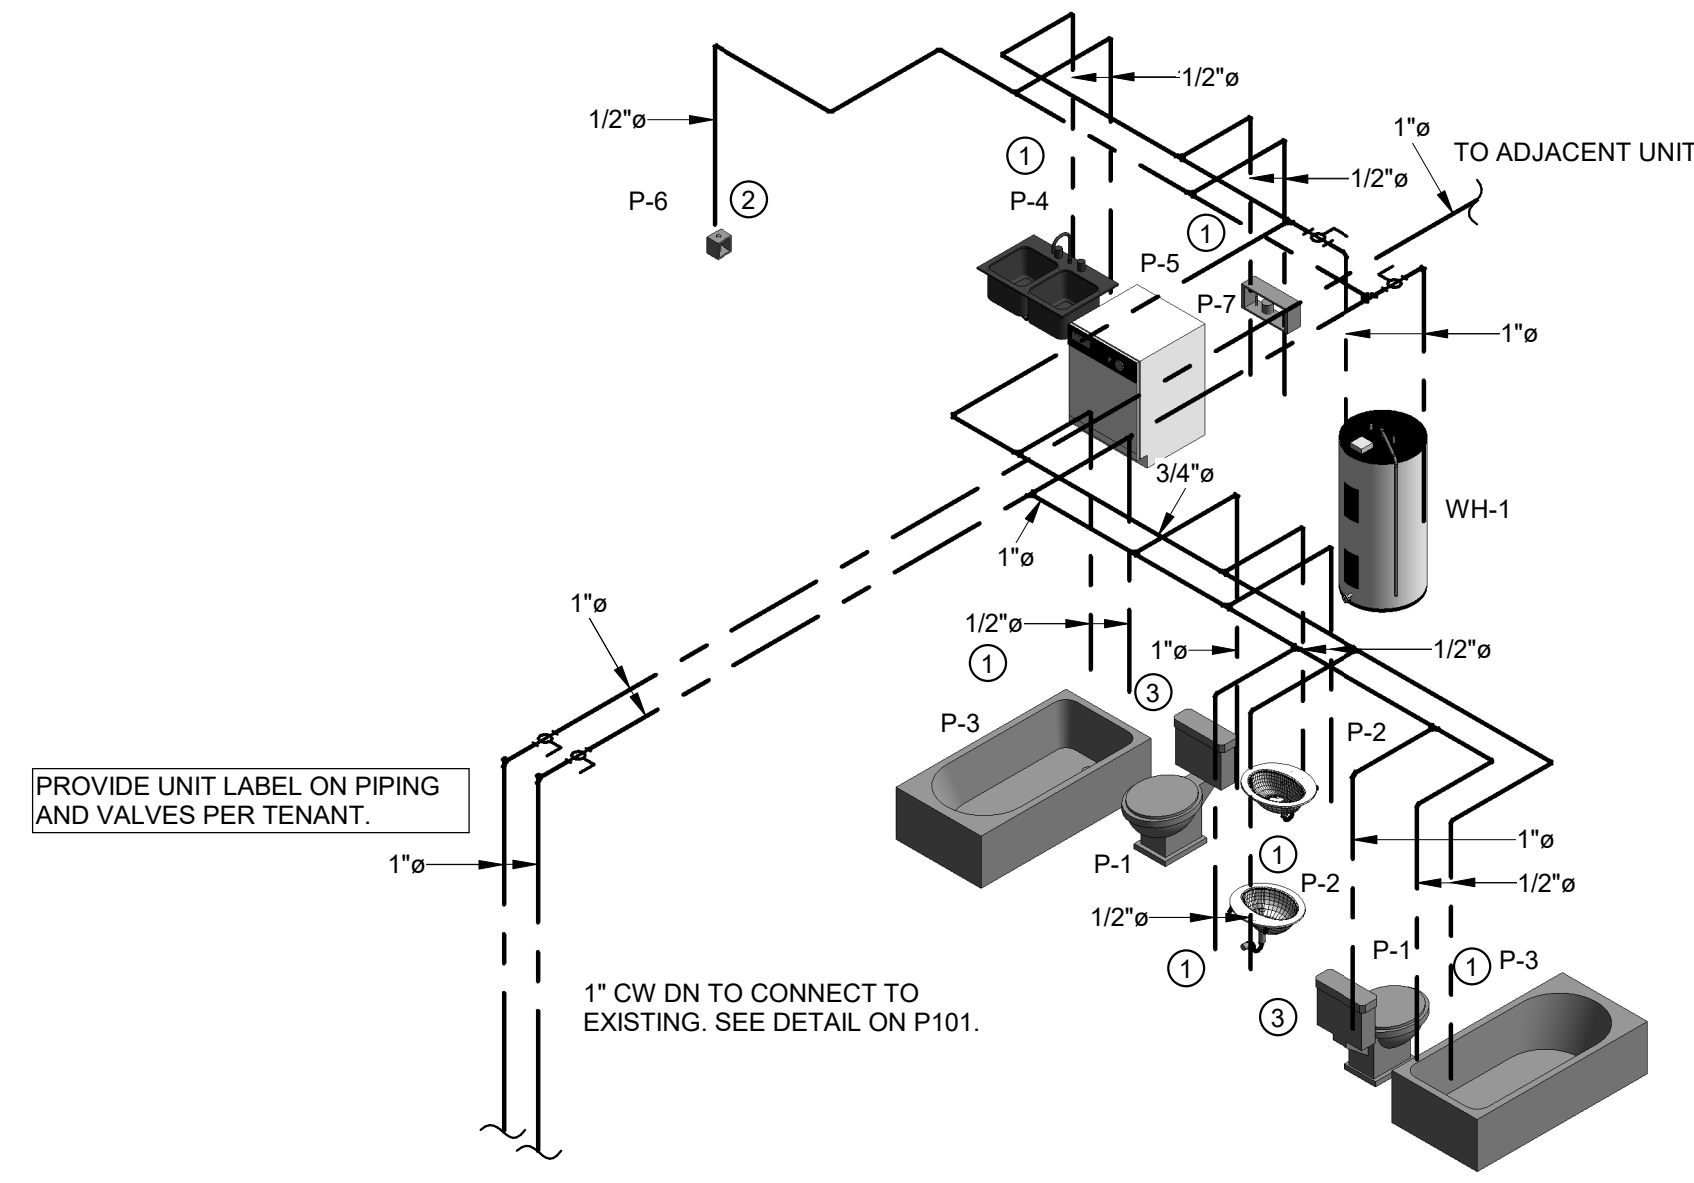 1/2"ø
1"ø
TO ADJACENT UNIT
1/2"ø
1
1/2"ø
P-6
2
P-4
1
P-5
P-7
1"ø
3/4"ø
WH-1
1"ø
1"ø
1/2"ø
1"ø
1/2"ø
1
3
P-3
P-2
PROVIDE UNIT LABEL ON PIPING
AND VALVES PER TENANT.
1"ø
1"ø
P-1
1
P-2
1/2"ø
1/2"ø
P-1
1
P-3
1
1" CW DN TO CONNECT TO
EXISTING. SEE DETAIL ON P101.
3